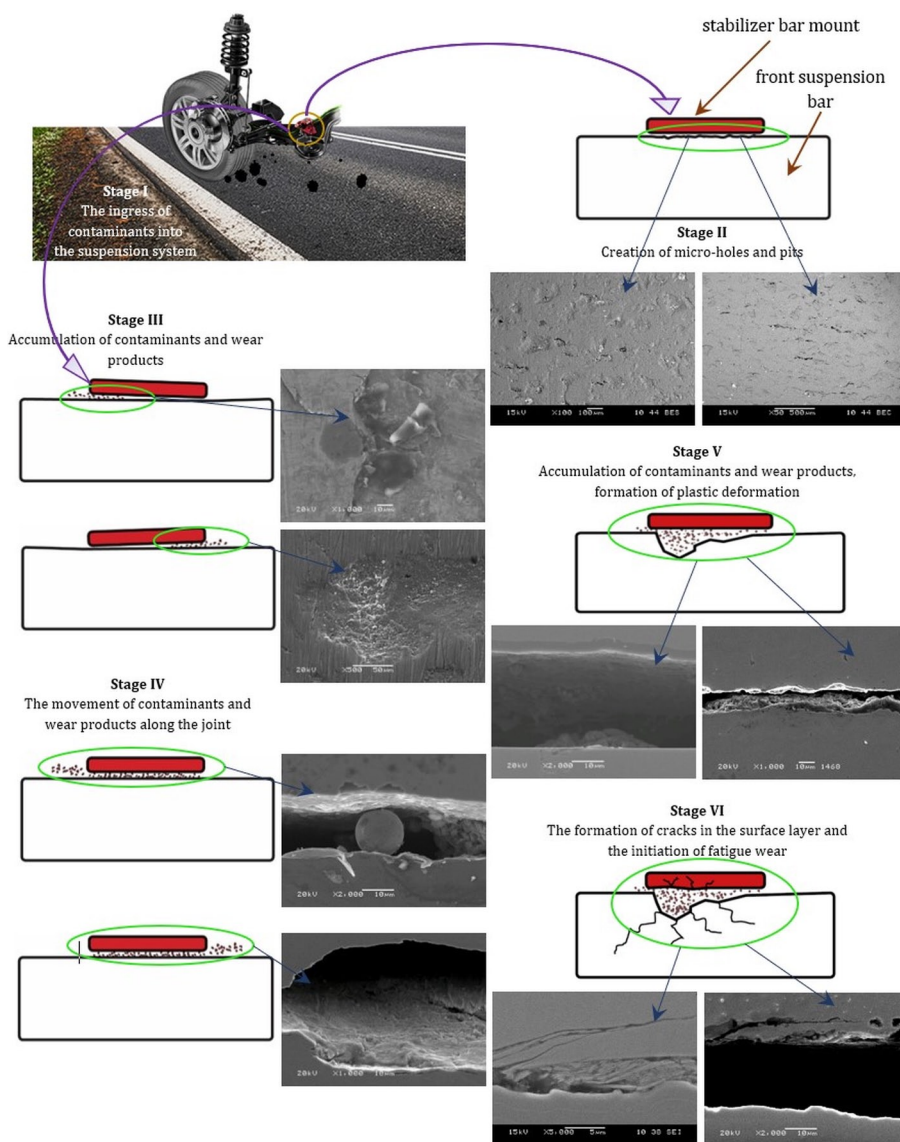 stabilizer bar mount
front suspension
bar
Stage I
The ingress of
contaminants into
the suspension system
Stage II
Creation of micro-holes and pits
15kV X100 100µm 10 44 BES
15kV X50 500µm 10 44 BEC
Stage III
Accumulation of contaminants and wear
products
20kV X1,000 10µm
20kV X500 50µm
Stage IV
The movement of contaminants and
wear products along the joint
20kV X2,000 10µm
20kV X1,000 10µm
Stage V
Accumulation of contaminants and wear products,
formation of plastic deformation
20kV X2,000 10µm
20kV X1,000 10µm 1460
Stage VI
The formation of cracks in the surface layer and
the initiation of fatigue wear
15kV X5,000 5µm 10 38 SEI
20kV X2,000 10µm